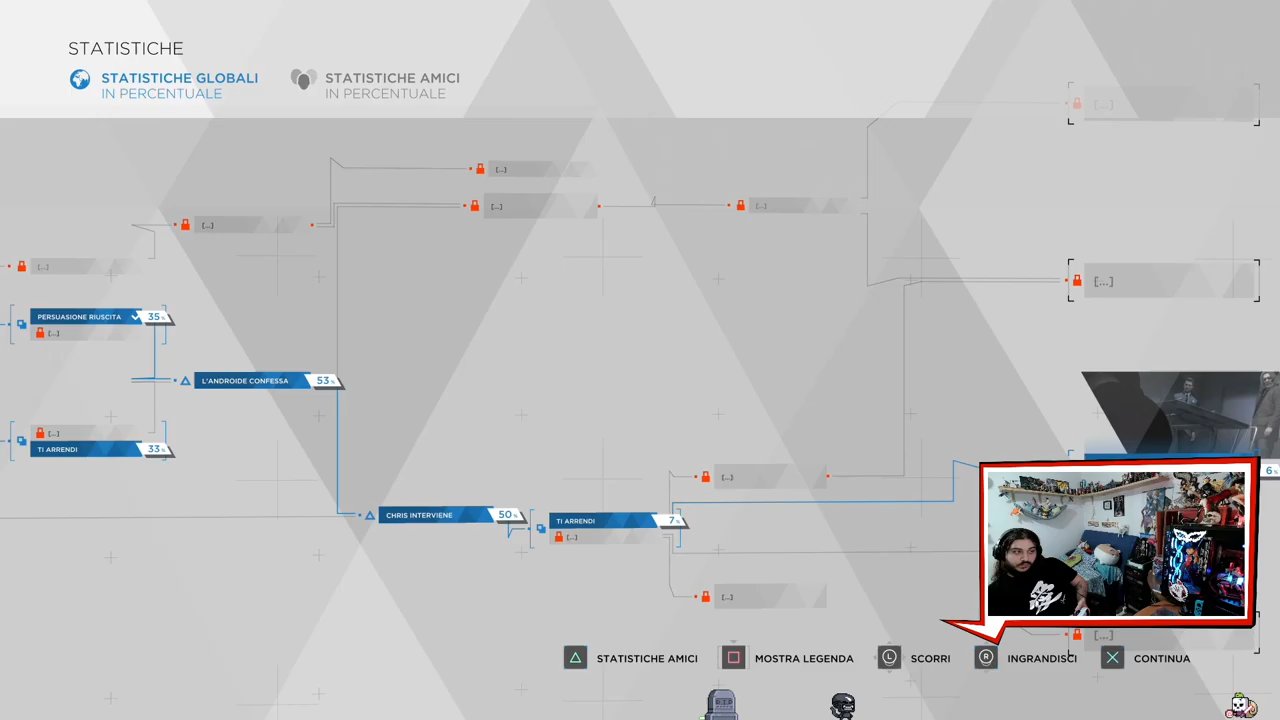 STATISTICHE
STATISTICHE GLOBALI
IN PERCENTUALE
STATISTICHE AMICI
IN PERCENTUALE
[...]
[...]
[...]
[...]
[...]
[...]
[...]
PERSUASIONE RIUSCITA 35%
[...]
L'ANDROIDE CONFESSA 53%
[...]
TI ARRENDI 33%
6%
[...]
CHRIS INTERVIENE 50%
TI ARRENDI 7%
[...]
[...]
[...]
STATISTICHE AMICI
MOSTRA LEGENDA
L SCORRI
R INGRANDISCI
CONTINUA